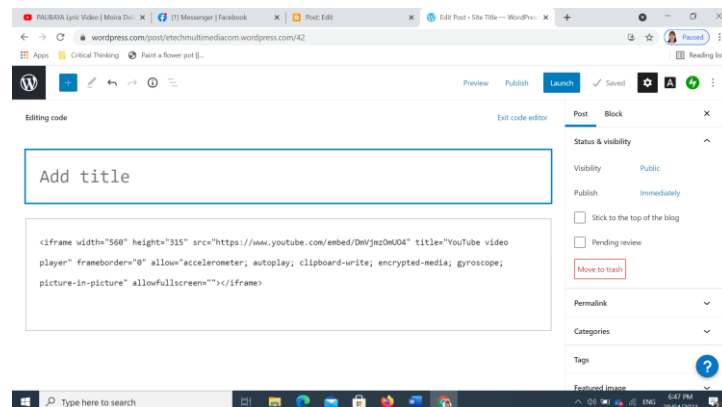 PAUBAYA Lyric Video | Moira Del
(1) Messenger | Facebook
Post: Edit
Edit Post ‹ Site Title — WordPres
wordpress.com/post/etechmultimediacom.wordpress.com/42
Paused
Apps
Critical Thinking
Paint a flower pot ||...
Reading lis
Preview
Publish
Launch
Saved
Editing code
Exit code editor
Post
Block
Add title
<iframe width="560" height="315" src="https://www.youtube.com/embed/DmVjmzOmUO4" title="YouTube video
player" frameborder="0" allow="accelerometer; autoplay; clipboard-write; encrypted-media; gyroscope;
picture-in-picture" allowfullscreen=""></iframe>
Status & visibility
Visibility
Public
Publish
Immediately
Stick to the top of the blog
Pending review
Move to trash
Permalink
Categories
Tags
Featured image
Type here to search
ENG
6:47 PM